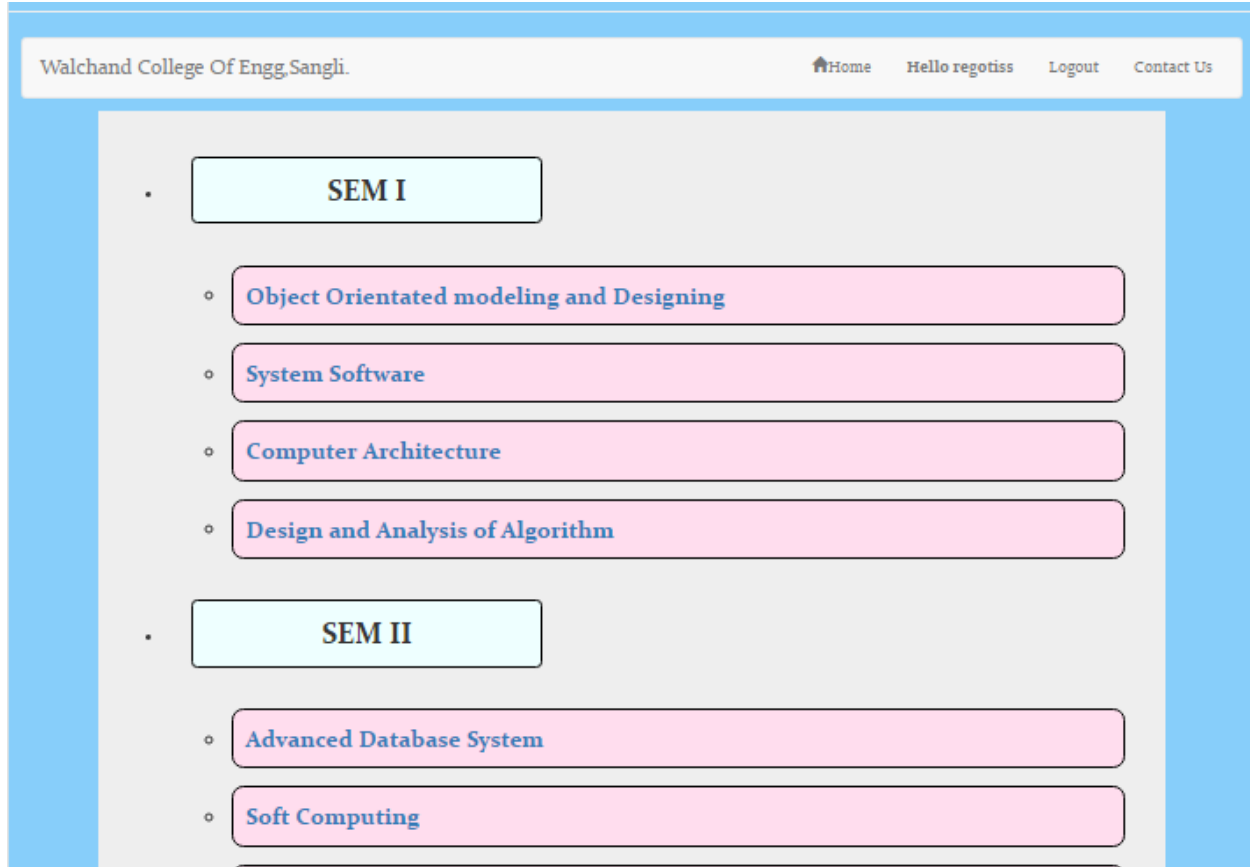 Walchand College Of Engg,Sangli.
Home Hello regotiss Logout Contact Us
SEM I
Object Orientated modeling and Designing
System Software
Computer Architecture
Design and Analysis of Algorithm
SEM II
Advanced Database System
Soft Computing